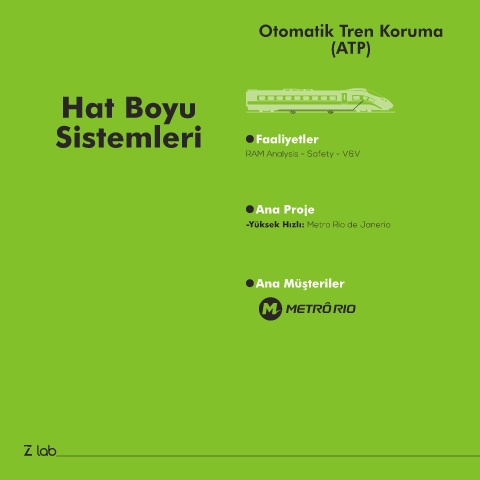 Otomatik Tren Koruma
(ATP)
Hat Boyu
Sistemleri
Faaliyetler
RAM Analysis - Safety - V&V
Ana Proje
-Yüksek Hızlı: Metro Rio de Janerio
Ana Müşteriler
METRÔ RIO
Z lab